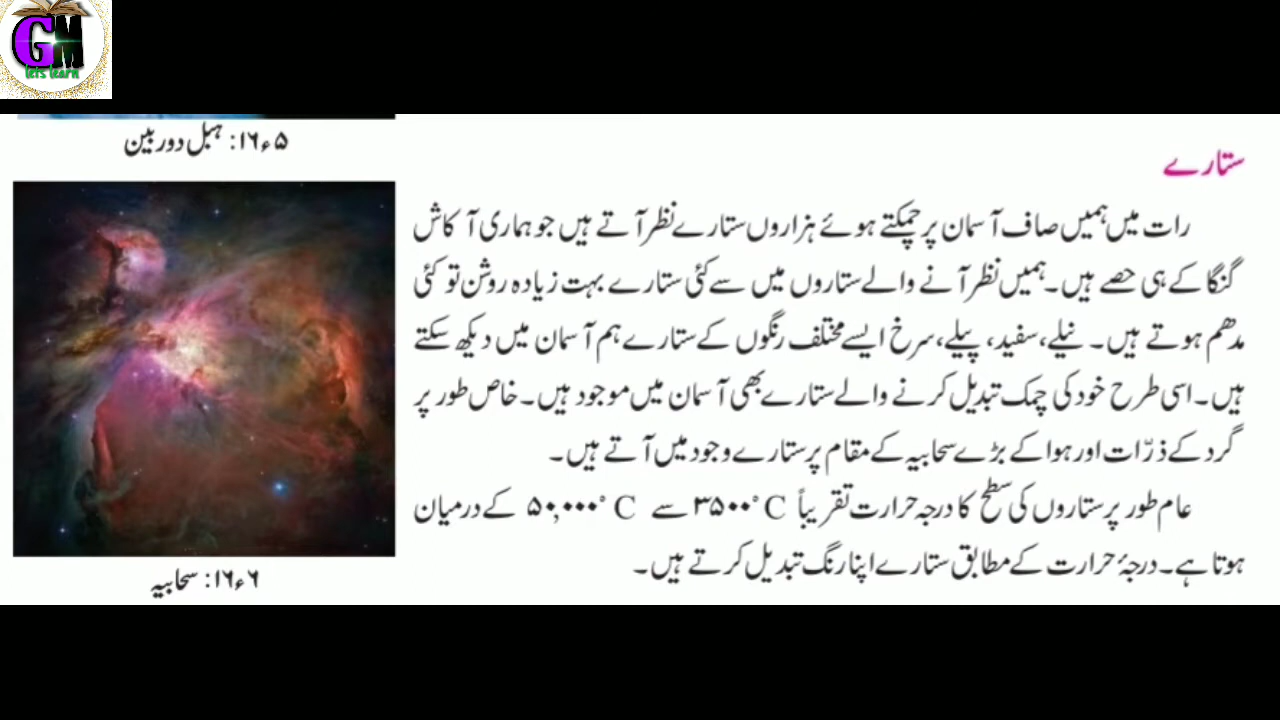 GM
lets learn
۱۶ء۵: ہبل دوربین
ستارے
رات میں ہمیں صاف آسمان پر چمکتے ہوئے ہزاروں ستارے نظر آتے ہیں جو ہماری آکاش
گنگا کے ہی حصے ہیں۔ ہمیں نظر آنے والے ستاروں میں سے کئی ستارے بہت زیادہ روشن تو کئی
مدھم ہوتے ہیں۔ نیلے، سفید، پیلے، سرخ ایسے مختلف رنگوں کے ستارے ہم آسمان میں دیکھ سکتے
ہیں۔ اسی طرح خود کی چمک تبدیل کرنے والے ستارے بھی آسمان میں موجود ہیں۔ خاص طور پر
گرد کے ذرّات اور ہوا کے بڑے سحابیہ کے مقام پر ستارے وجود میں آتے ہیں۔
عام طور پر ستاروں کی سطح کا درجہ حرارت تقریباً ۳۵۰۰°C سے ۵۰,۰۰۰°C کے درمیان
ہوتا ہے۔ درجۂ حرارت کے مطابق ستارے اپنا رنگ تبدیل کرتے ہیں۔
۱۶ء۶: سحابیہ